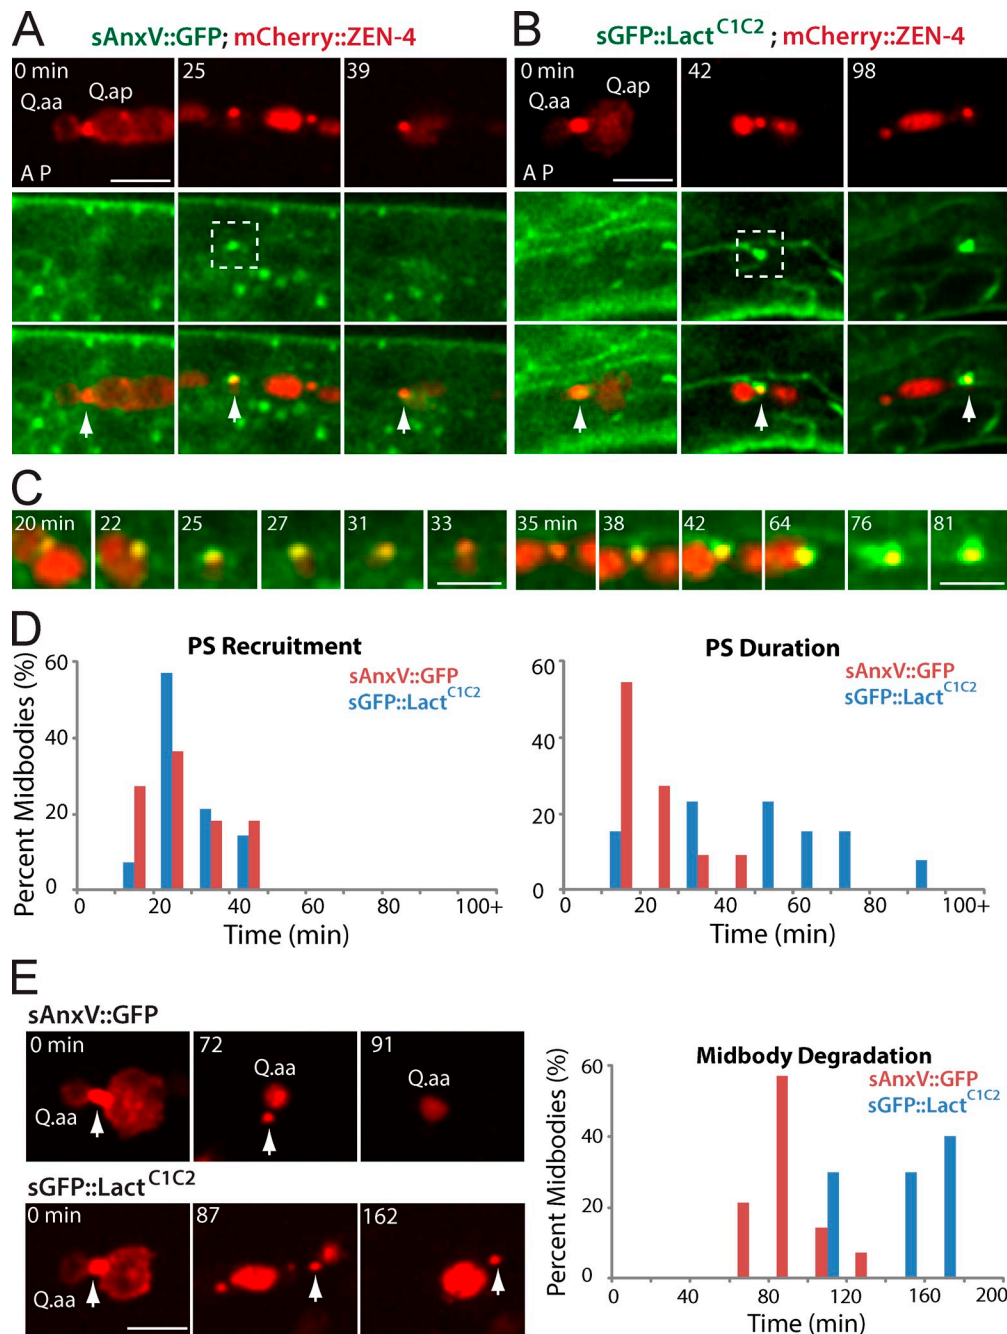 A
sAnxV::GFP; mCherry::ZEN-4
0 min
25
39
Q.aa
Q.ap
A P
B
sGFP::Lact^C1C2 ; mCherry::ZEN-4
0 min
42
98
Q.aa
Q.ap
A P
C
20 min 22 25 27 31 33
35 min 38 42 64 76 81
D
PS Recruitment
sAnxV::GFP
sGFP::Lact^C1C2
Percent Midbodies (%)
60
40
20
0
0 20 40 60 80 100+
Time (min)
PS Duration
sAnxV::GFP
sGFP::Lact^C1C2
60
40
20
0
0 20 40 60 80 100+
Time (min)
E
sAnxV::GFP
0 min
72
91
Q.aa
Q.aa
Q.aa
sGFP::Lact^C1C2
0 min
87
162
Q.aa
Midbody Degradation
sAnxV::GFP
sGFP::Lact^C1C2
Percent Midbodies (%)
60
40
20
0
0 40 80 120 160 200
Time (min)